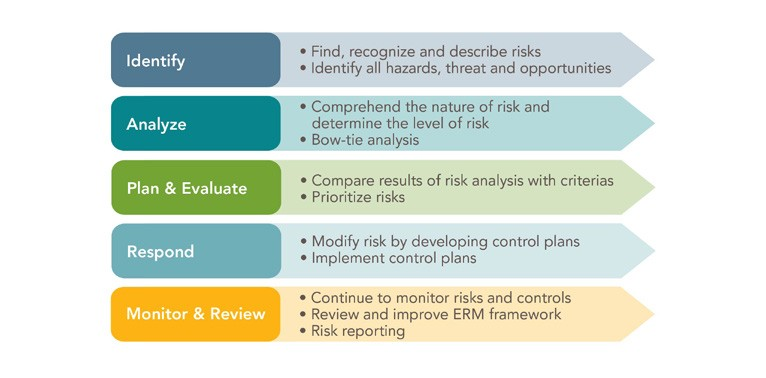 Identify
• Find, recognize and describe risks
• Identify all hazards, threat and opportunities
Analyze
• Comprehend the nature of risk and
determine the level of risk
• Bow-tie analysis
Plan & Evaluate
• Compare results of risk analysis with criterias
• Prioritize risks
Respond
• Modify risk by developing control plans
• Implement control plans
Monitor & Review
• Continue to monitor risks and controls
• Review and improve ERM framework
• Risk reporting